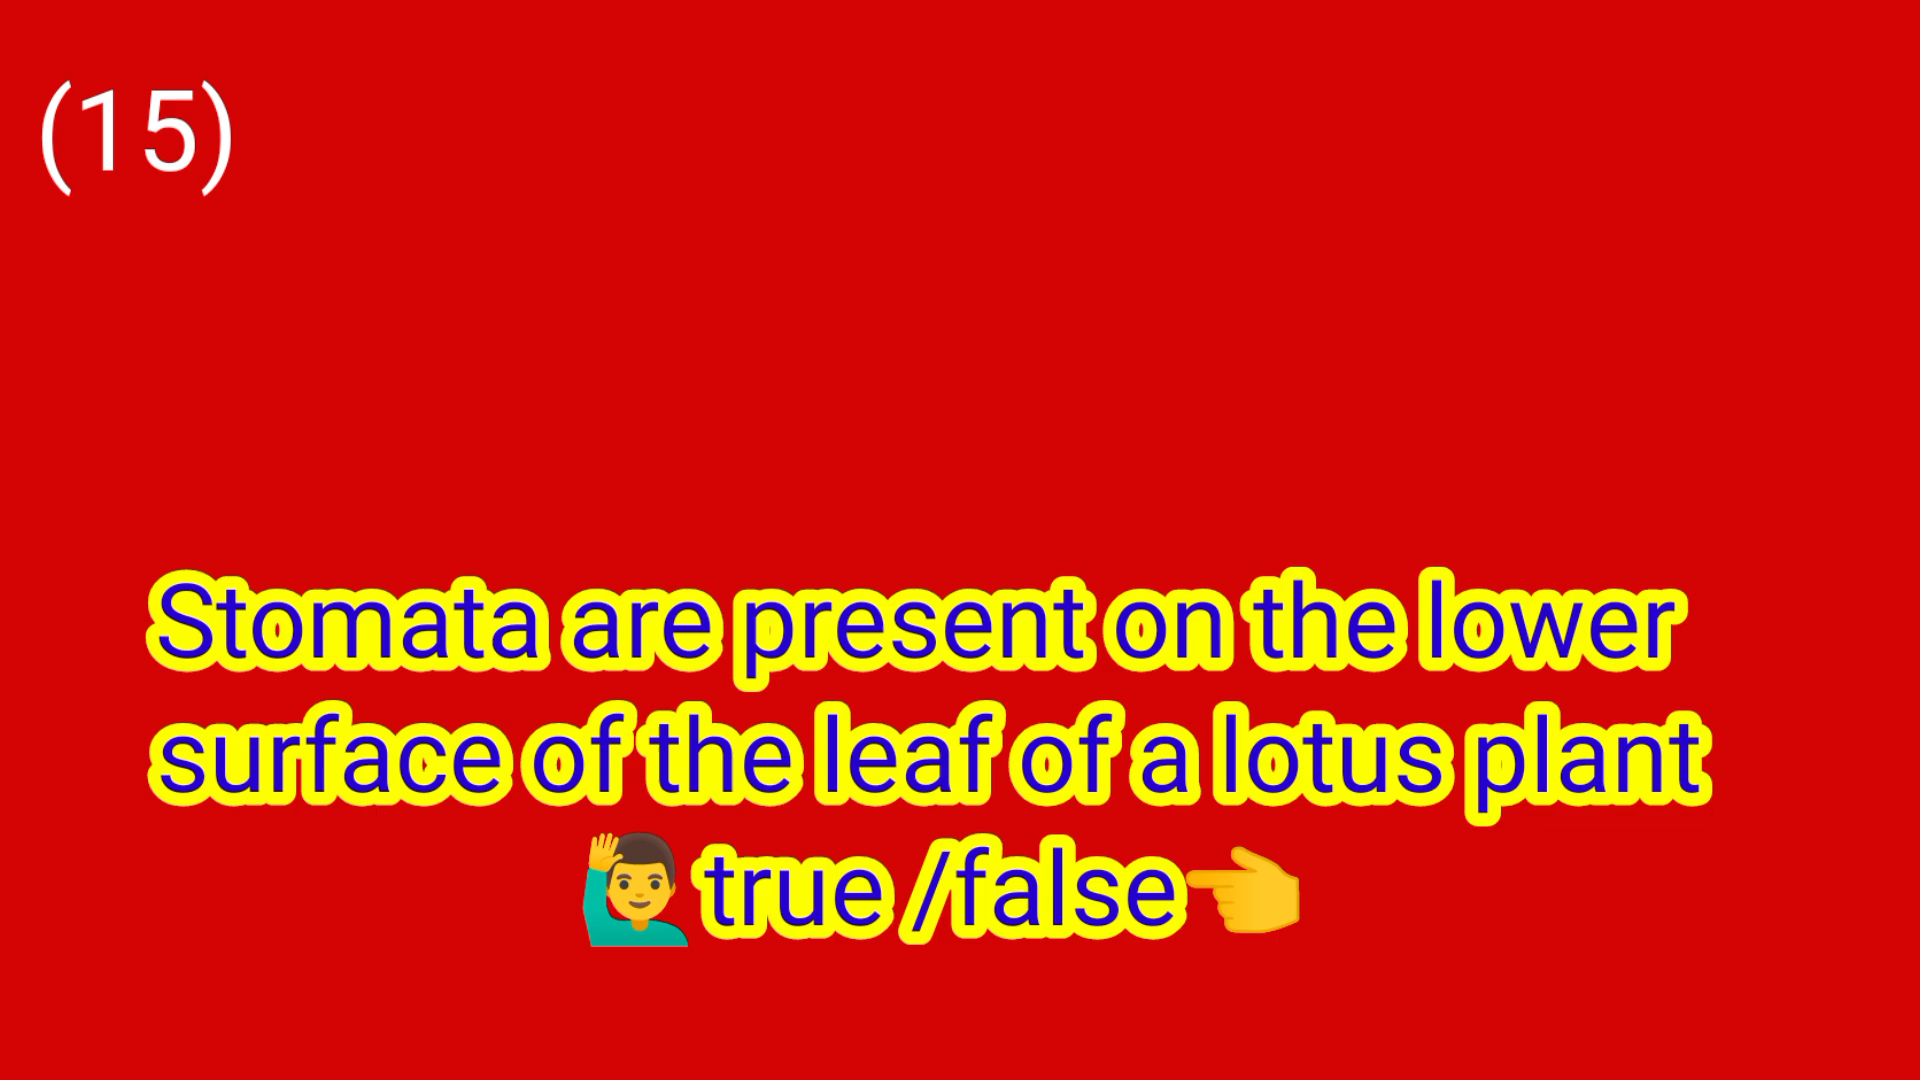 (15)
Stomata are present on the lower
surface of the leaf of a lotus plant
🙋‍♂️true /false👈